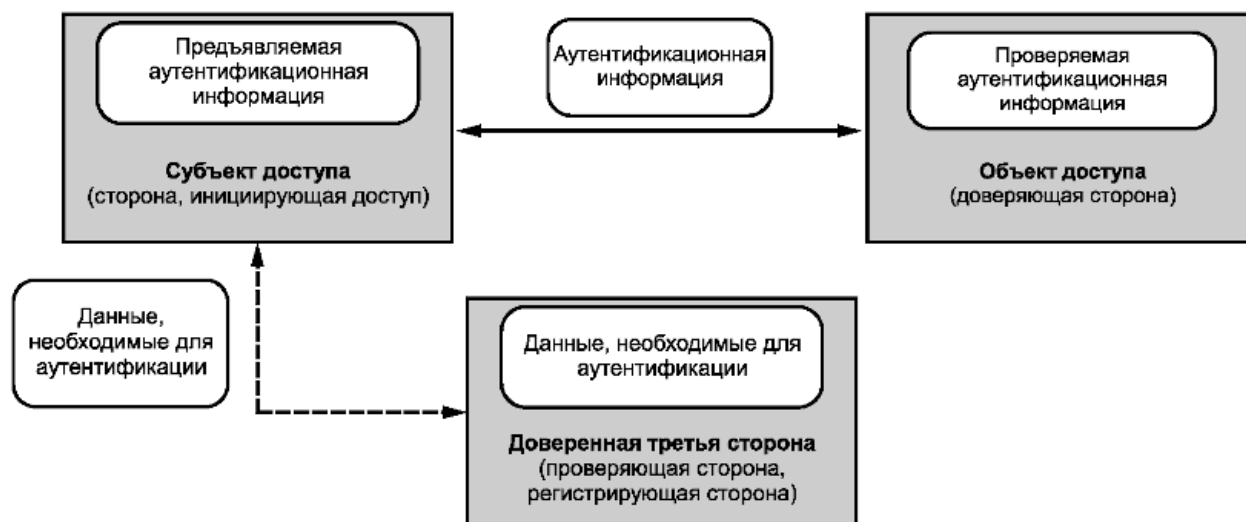 Предъявляемая
аутентификационная
информация
Субъект доступа
(сторона, инициирующая доступ)
Аутентификационная
информация
Проверяемая
аутентификационная
информация
Объект доступа
(доверяющая сторона)
Данные,
необходимые для
аутентификации
Данные, необходимые для
аутентификации
Доверенная третья сторона
(проверяющая сторона,
регистрирующая сторона)